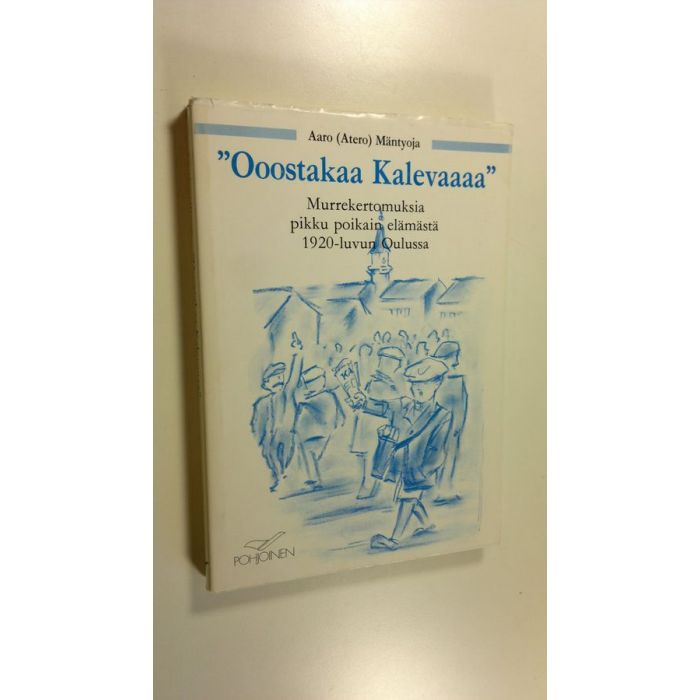 Aaro (Atero) Mäntyoja
”Ooostakaa Kalevaaaa”
Murrekertomuksia
pikku poikain elämästä
1920-luvun Oulussa
POHJOINEN